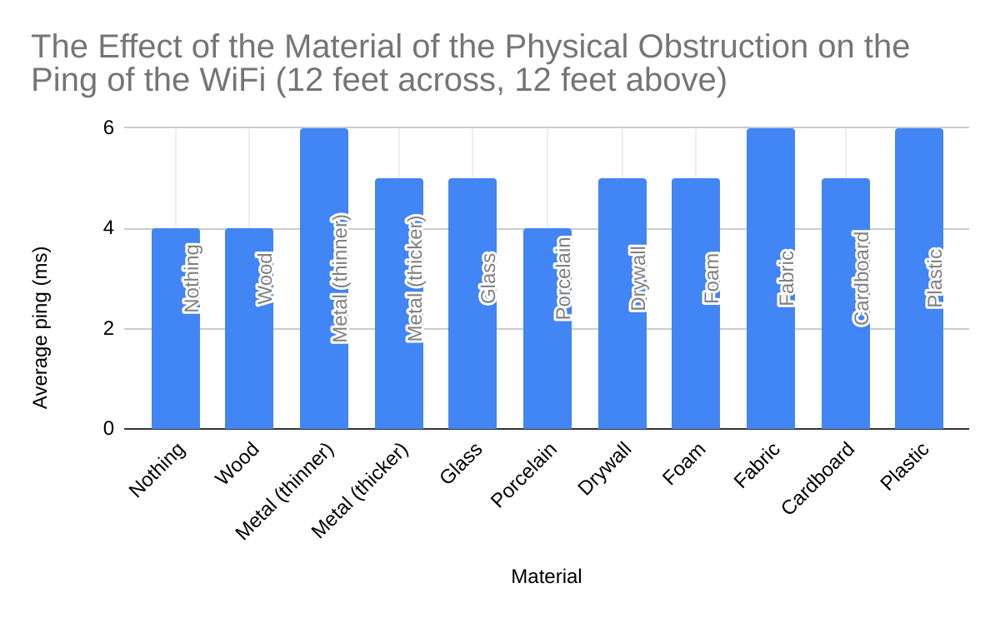 The Effect of the Material of the Physical Obstruction on the
Ping of the WiFi (12 feet across, 12 feet above)
Average ping (ms)
6
4
2
0
Nothing
Wood
Metal (thinner)
Metal (thicker)
Glass
Porcelain
Drywall
Foam
Fabric
Cardboard
Plastic
Nothing
Wood
Metal (thinner)
Metal (thicker)
Glass
Porcelain
Drywall
Foam
Fabric
Cardboard
Plastic
Material